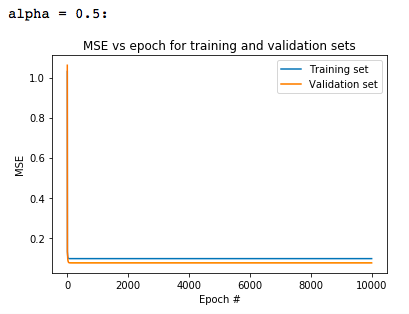 alpha = 0.5:
MSE vs epoch for training and validation sets
Training set
Validation set
1.0
0.8
0.6
0.4
0.2
MSE
0 2000 4000 6000 8000 10000
Epoch #